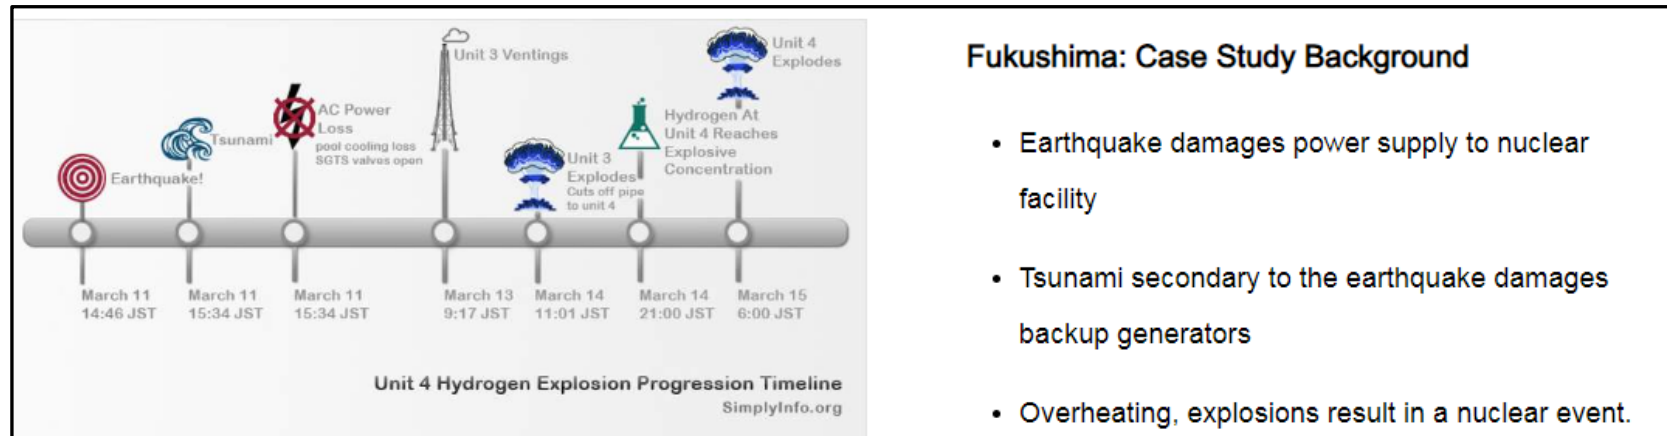 Unit 4
Explodes
Unit 3 Ventings
AC Power
Loss
pool cooling loss
SGTS valves open
Hydrogen At
Unit 4 Reaches
Explosive
Concentration
Tsunami
Unit 3
Explodes
Cuts off pipe
to unit 4
Earthquake!
March 11
14:46 JST
March 11
15:34 JST
March 11
15:34 JST
March 13
9:17 JST
March 14
11:01 JST
March 14
21:00 JST
March 15
6:00 JST
Unit 4 Hydrogen Explosion Progression Timeline
SimplyInfo.org
Fukushima: Case Study Background
• Earthquake damages power supply to nuclear
facility
• Tsunami secondary to the earthquake damages
backup generators
• Overheating, explosions result in a nuclear event.